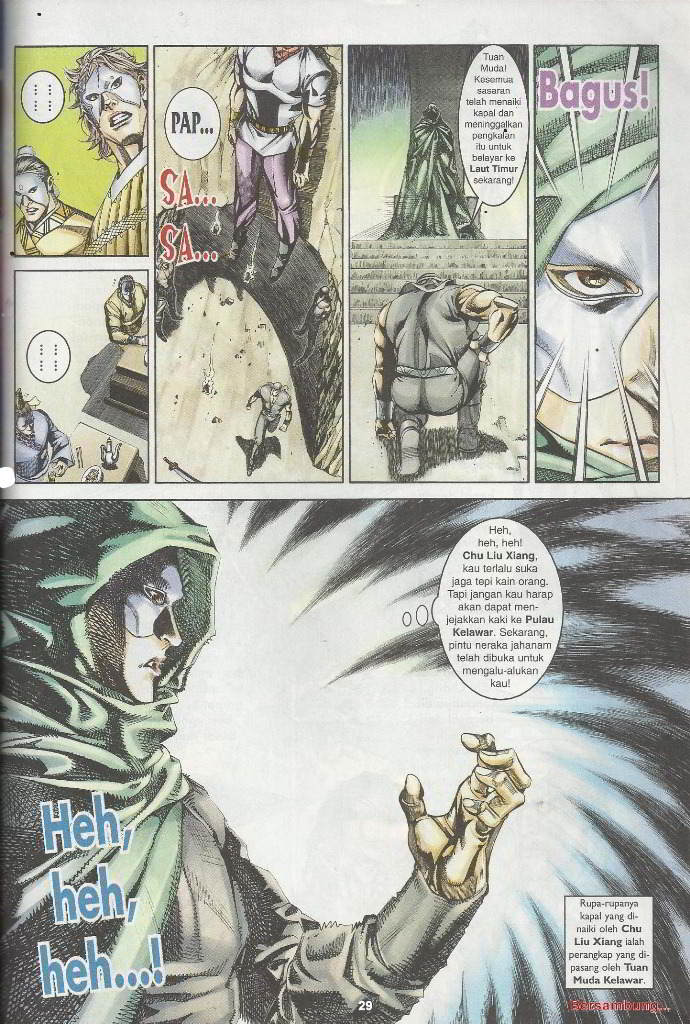 . . . . . .
. . . . . .
PAP...
SA...
SA...
Tuan
Muda!
Kesemua
sasaran
telah menaiki
kapal dan
meninggalkan
pengkalan
itu untuk
belayar ke
Laut Timur
sekarang!
Bagus!
Heh,
heh, heh!
Chu Liu Xiang,
kau terlalu suka
jaga tepi kain orang.
Tapi jangan kau harap
akan dapat men-
jejakkan kaki ke Pulau
Kelawar. Sekarang,
pintu neraka jahanam
telah dibuka untuk
mengalu-alukan
kau!
Heh,
heh,
heh...!
Rupa-rupanya
kapal yang di-
naiki oleh Chu
Liu Xiang ialah
perangkap yang di-
pasang oleh Tuan
Muda Kelawar.
Bersambung...
29